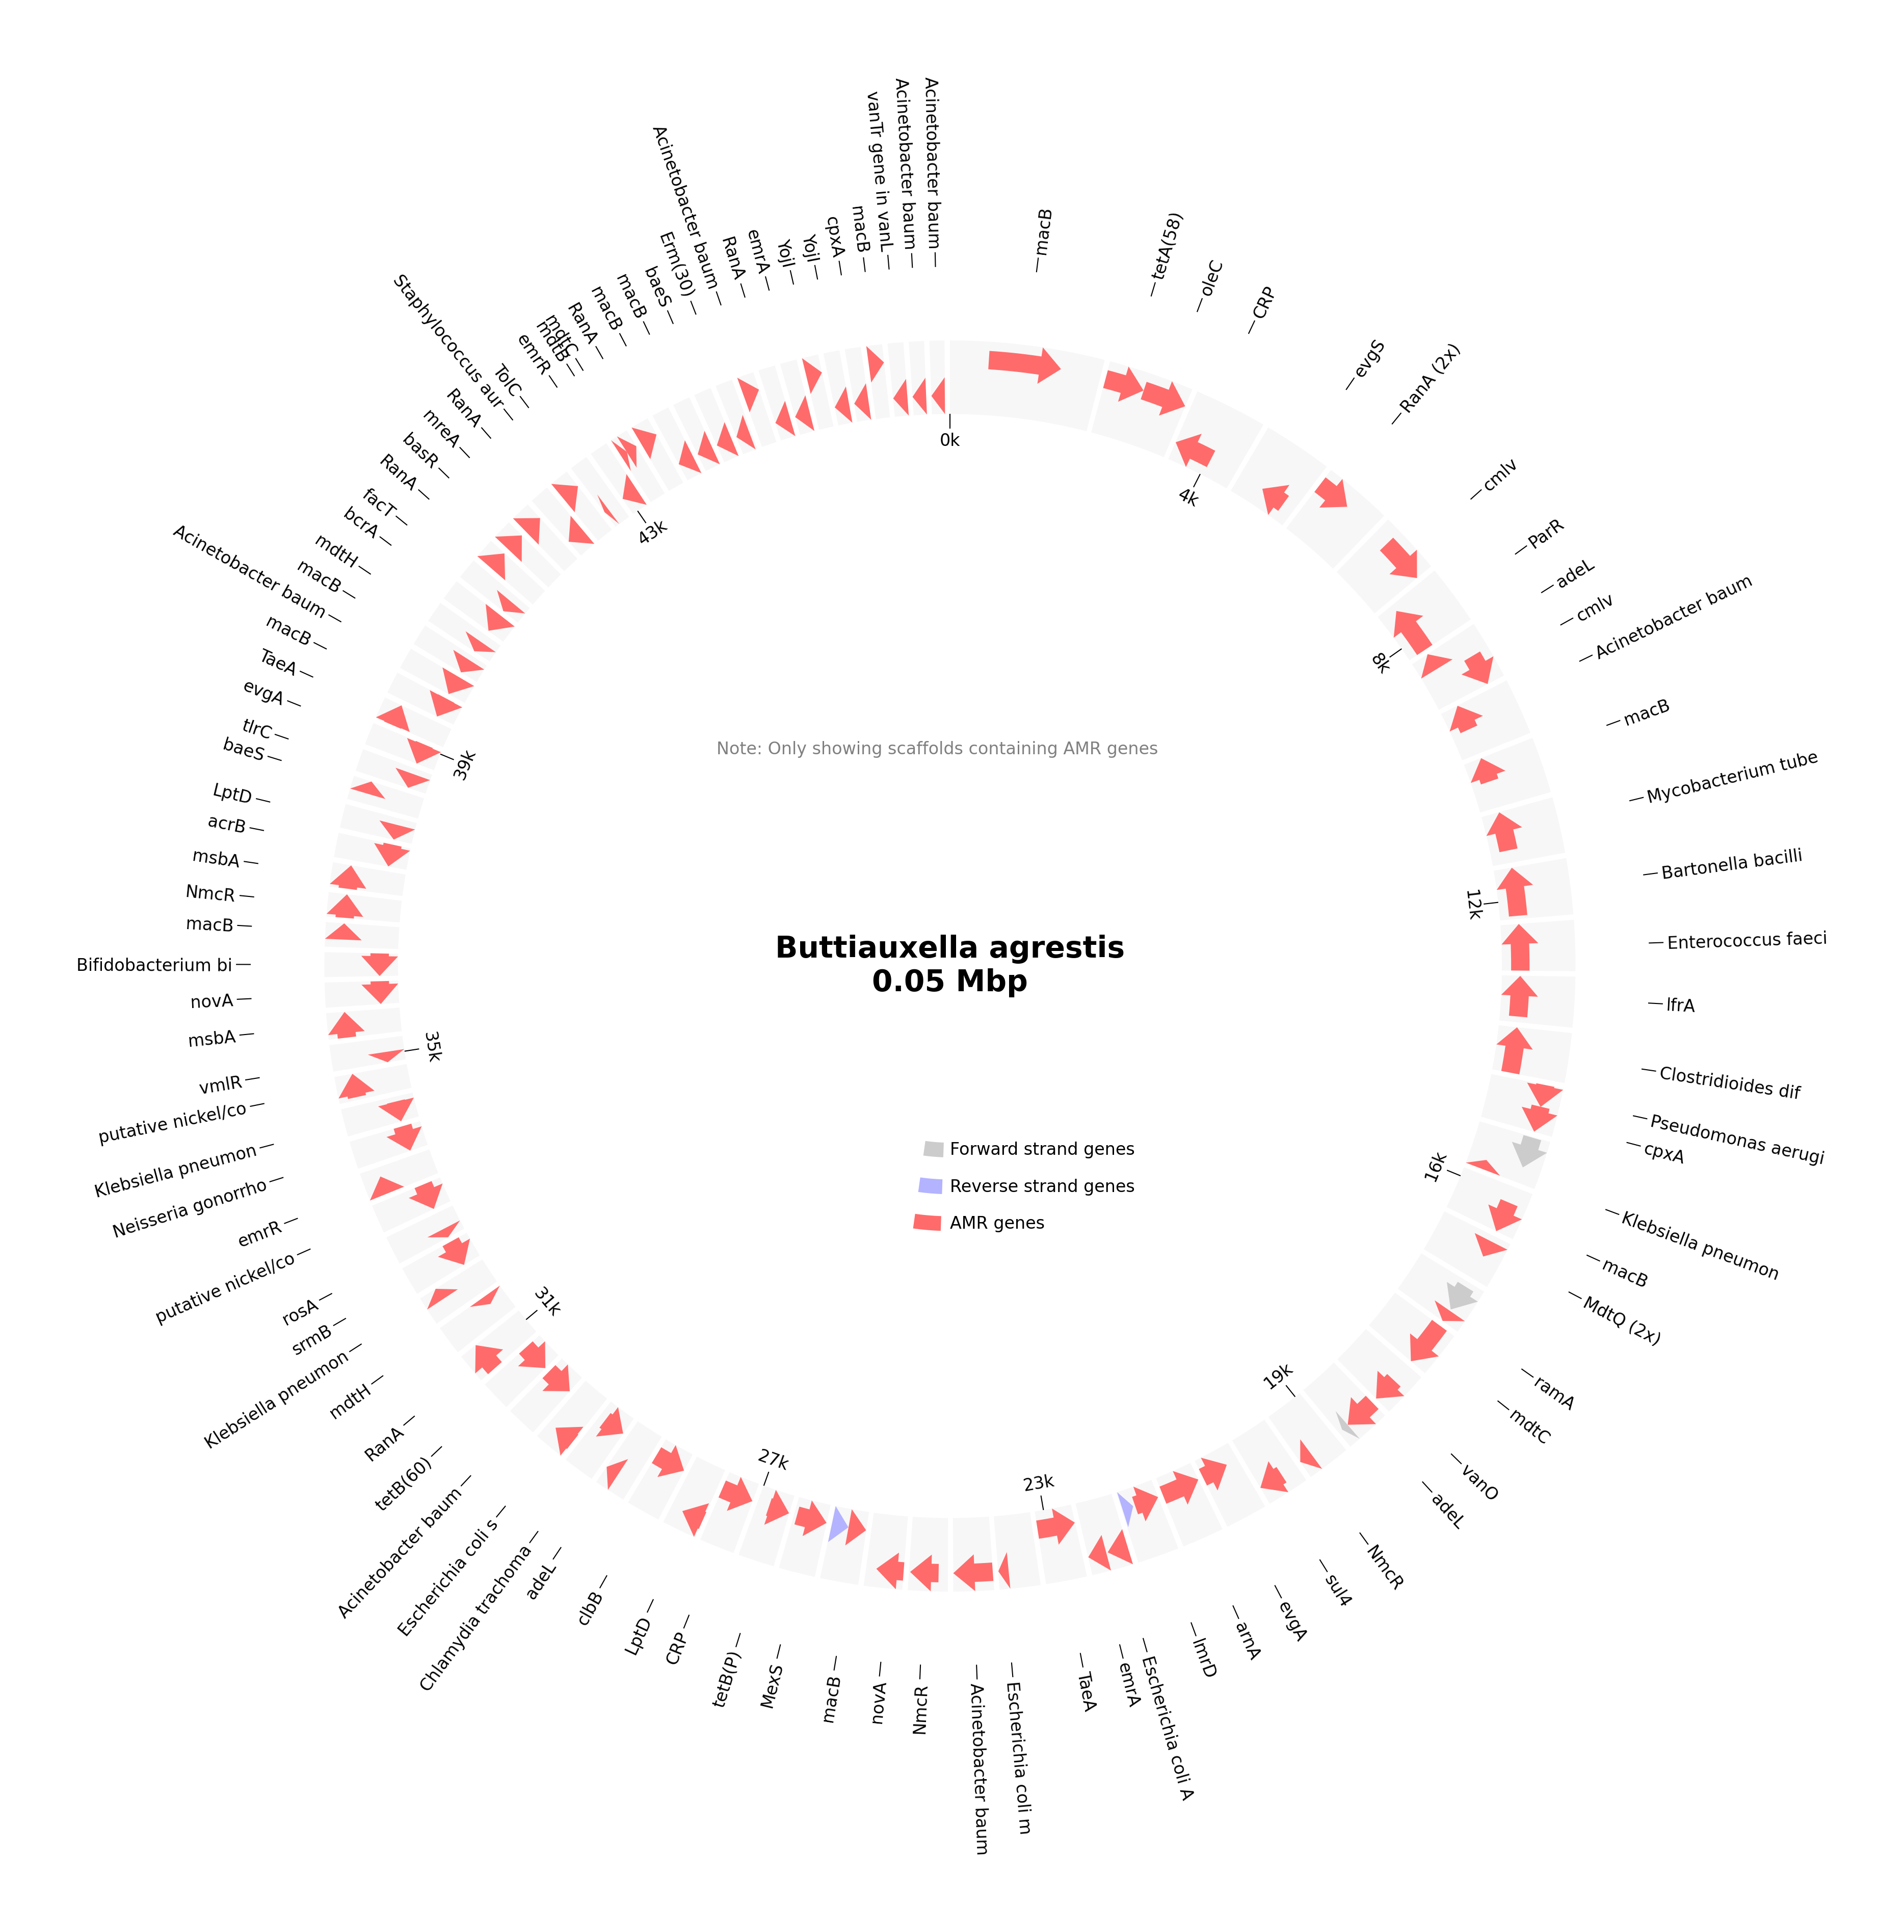 Buttiauxella agrestis
0.05 Mbp
Note: Only showing scaffolds containing AMR genes
Forward strand genes
Reverse strand genes
AMR genes
0k
4k
8k
12k
16k
19k
23k
27k
31k
35k
39k
43k
macB
tetA(58)
oleC
CRP
evgS
RanA (2x)
cmlv
ParR
adeL
cmlv
Acinetobacter baum
macB
Mycobacterium tube
Bartonella bacilli
Enterococcus faeci
lfrA
Clostridioides dif
Pseudomonas aerugi
cpxA
Klebsiella pneumon
macB
MdtQ (2x)
ramA
mdtC
vanO
adeL
NmcR
sul4
evgA
arnA
lmrD
Escherichia coli A
emrA
TaeA
Escherichia coli m
Acinetobacter baum
NmcR
novA
macB
MexS
tetB(P)
CRP
LptD
clbB
adeL
Chlamydia trachoma
Escherichia coli s
Acinetobacter baum
tetB(60)
RanA
mdtH
Klebsiella pneumon
srmB
rosA
putative nickel/co
emrR
Neisseria gonorrho
Klebsiella pneumon
putative nickel/co
vmlR
msbA
novA
Bifidobacterium bi
macB
NmcR
msbA
acrB
LptD
baeS
tlrC
evgA
TaeA
macB
Acinetobacter baum
macB
mdtH
bcrA
facT
RanA
basR
mreA
RanA
Staphylococcus aur
TolC
emrR
mdtB
mdtC
RanA
macB
macB
baeS
Erm(30)
Acinetobacter baum
RanA
emrA
YojI
YojI
cpxA
macB
vanTr gene in vanL
Acinetobacter baum
Acinetobacter baum